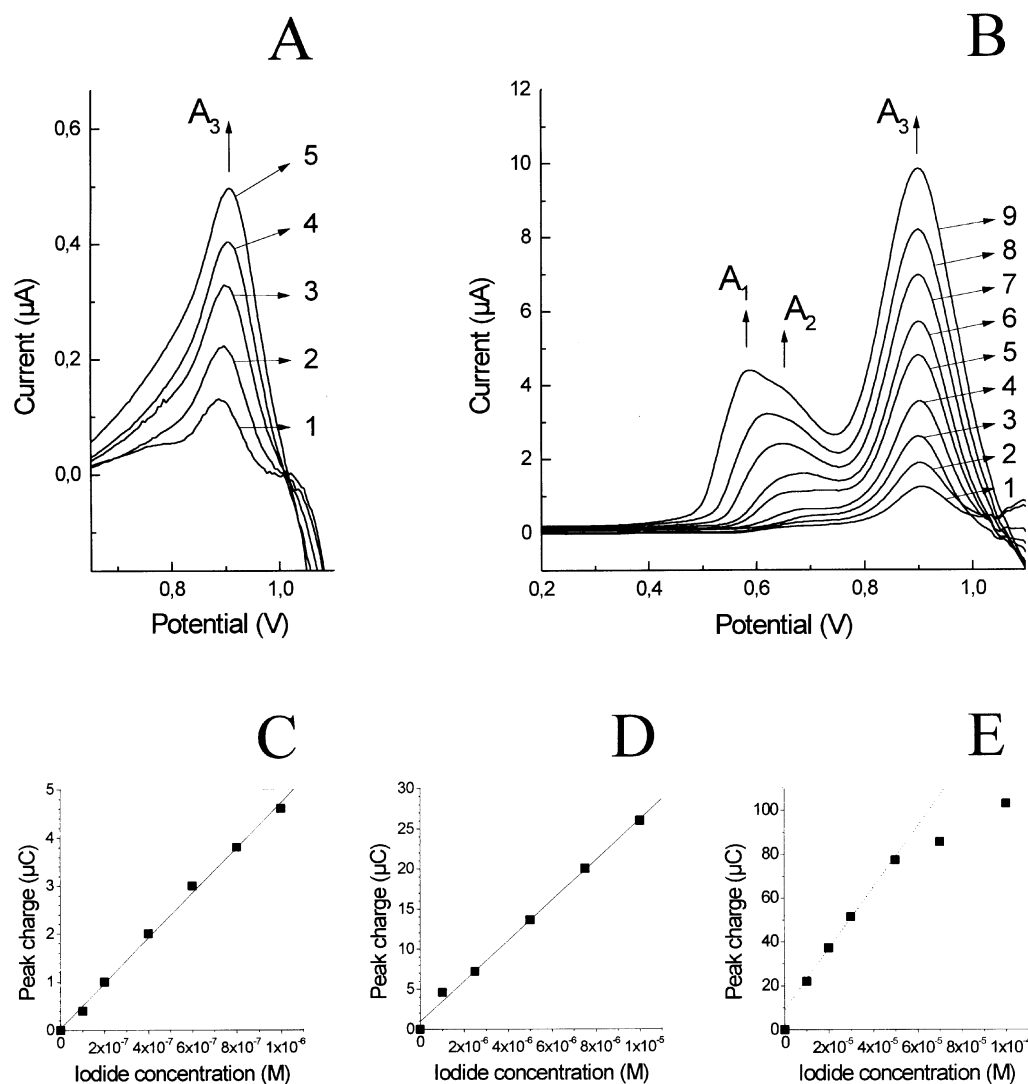 A
B
A₃
5
4
3
2
1
0,6
0,4
0,2
0,0
0,8
1,0
Current (µA)
Potential (V)
12
10
8
6
4
2
0
A₁
A₂
A₃
9
8
7
6
5
4
3
2
1
0,2
0,4
0,6
0,8
1,0
Current (µA)
Potential (V)
C
D
E
5
4
3
2
1
0
0
2x10⁻⁷
4x10⁻⁷
6x10⁻⁷
8x10⁻⁷
1x10⁻⁶
Peak charge (µC)
Iodide concentration (M)
30
25
20
15
10
5
0
0
2x10⁻⁶
4x10⁻⁶
6x10⁻⁶
8x10⁻⁶
1x10⁻⁵
Peak charge (µC)
Iodide concentration (M)
100
80
60
40
20
0
0
2x10⁻⁵
4x10⁻⁵
6x10⁻⁵
8x10⁻⁵
1x10⁻⁴
Peak charge (µC)
Iodide concentration (M)